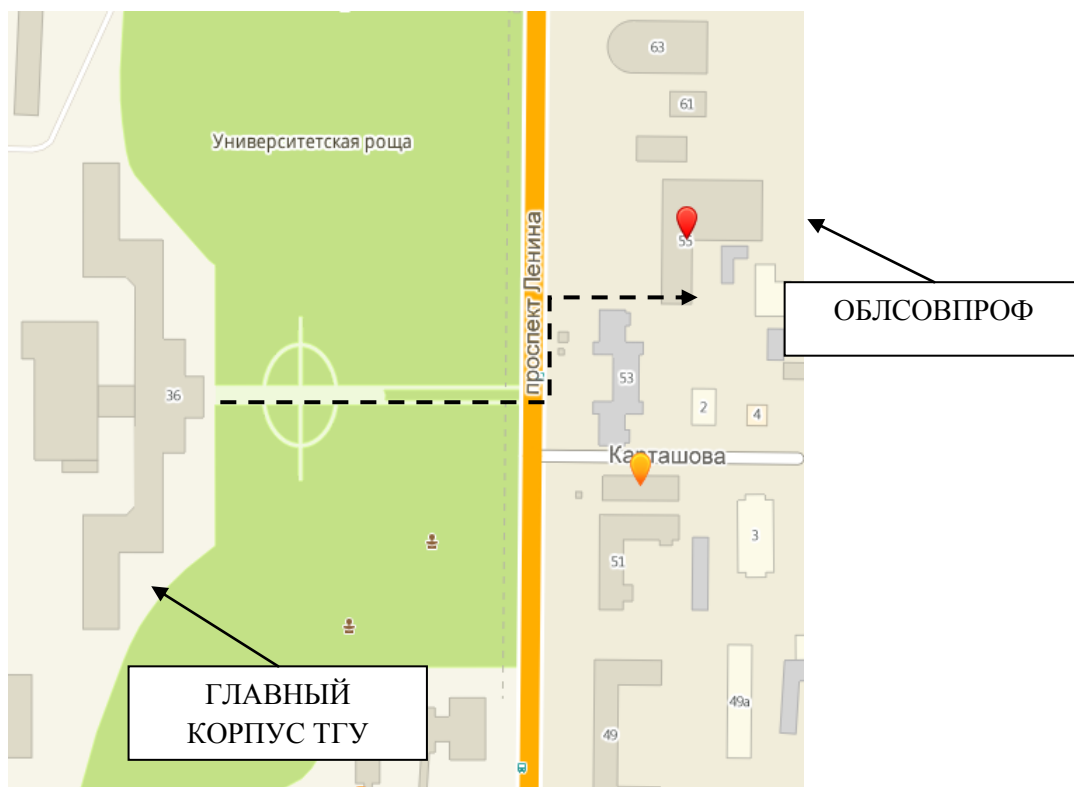 63
61
Университетская роща
55
проспект Ленина
ОБЛСОВПРОФ
53
36
2
4
Карташова
3
51
ГЛАВНЫЙ
КОРПУС ТГУ
49а
49